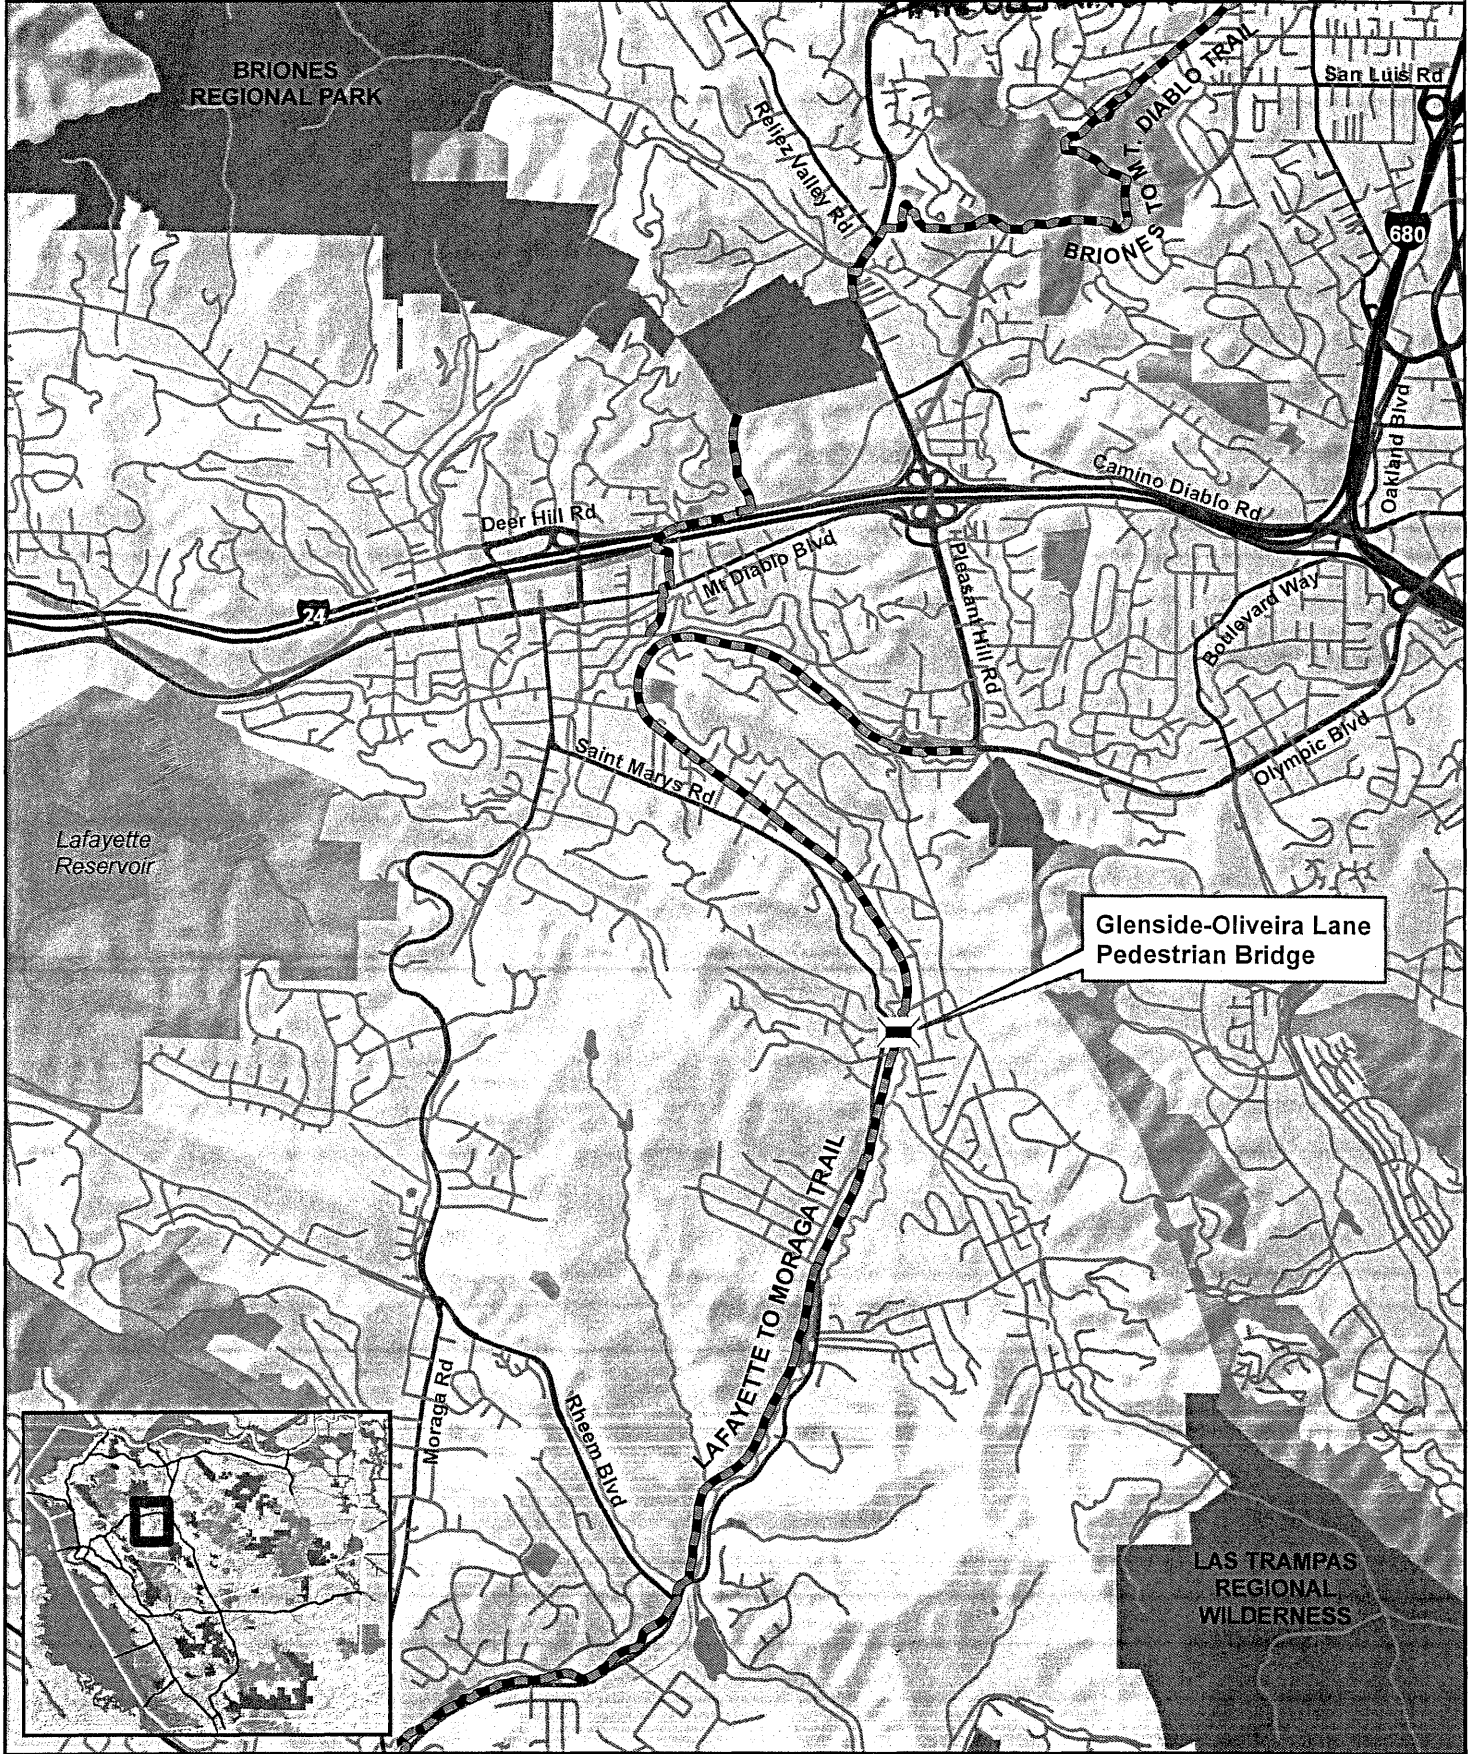 BRIONES
REGIONAL PARK
Reliez Valley Rd
BRIONES TO MT. DIABLO TRAIL
San Luis Rd
680
Oakland Blvd
Camino Diablo Rd
Deer Hill Rd
Mt Diablo Blvd
24
Pleasant Hill Rd
Boulevard Way
Olympic Blvd
Saint Marys Rd
Lafayette
Reservoir
Glenside-Oliveira Lane
Pedestrian Bridge
LAFAYETTE TO MORAGA TRAIL
Moraga Rd
Rheem Blvd
LAS TRAMPAS
REGIONAL
WILDERNESS